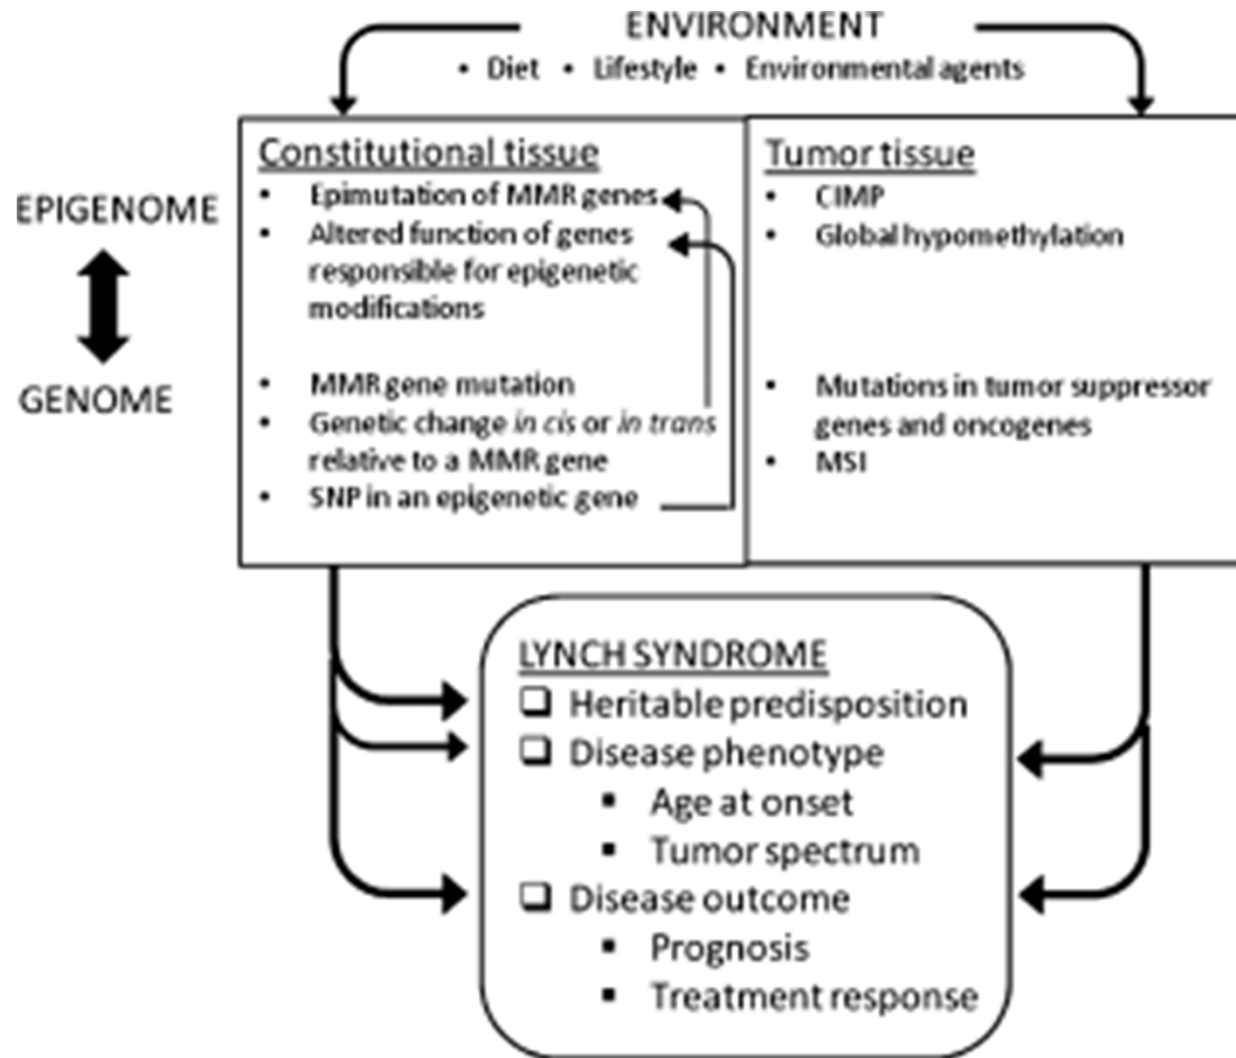 ENVIRONMENT
• Diet • Lifestyle • Environmental agents
EPIGENOME
GENOME
Constitutional tissue
• Epimutation of MMR genes
• Altered function of genes
responsible for epigenetic
modifications
• MMR gene mutation
• Genetic change in cis or in trans
relative to a MMR gene
• SNP in an epigenetic gene
Tumor tissue
• CIMP
• Global hypomethylation
• Mutations in tumor suppressor
genes and oncogenes
• MSI
LYNCH SYNDROME
❑ Heritable predisposition
❑ Disease phenotype
▪ Age at onset
▪ Tumor spectrum
❑ Disease outcome
▪ Prognosis
▪ Treatment response